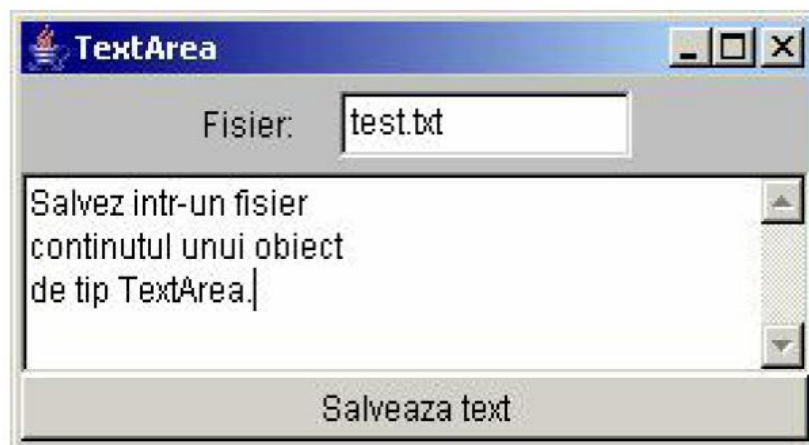 TextArea
Fisier: test.txt
Salvez intr-un fisier
continutul unui obiect
de tip TextArea.
Salveaza text